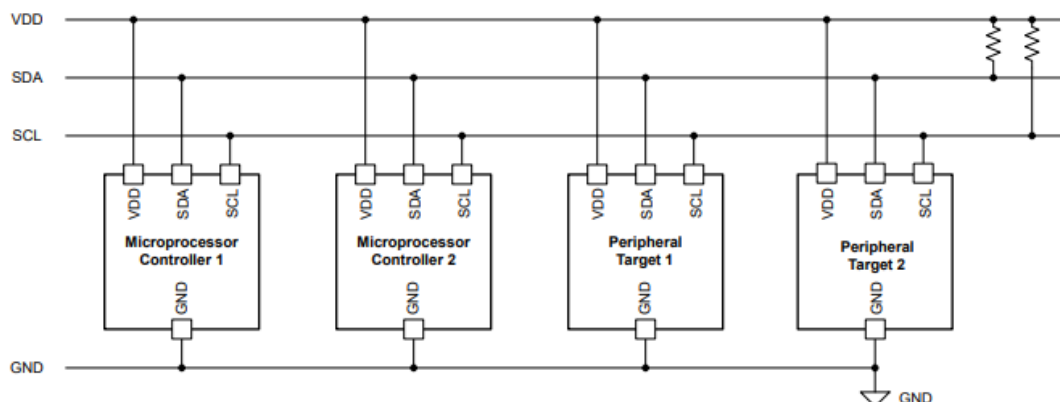 VDD
SDA
SCL
VDD
SDA
SCL
VDD
SDA
SCL
VDD
SDA
SCL
VDD
SDA
SCL
Microprocessor
Controller 1
Microprocessor
Controller 2
Peripheral
Target 1
Peripheral
Target 2
GND
GND
GND
GND
GND
GND